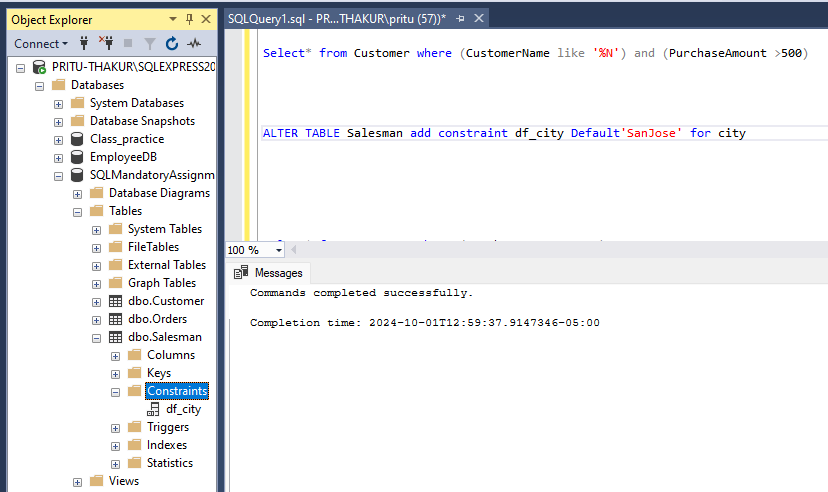 Object Explorer
Connect
PRITU-THAKUR\SQLEXPRESS20
Databases
System Databases
Database Snapshots
Class_practice
EmployeeDB
SQLMandatoryAssignm
Database Diagrams
Tables
System Tables
FileTables
External Tables
Graph Tables
dbo.Customer
dbo.Orders
dbo.Salesman
Columns
Keys
Constraints
df_city
Triggers
Indexes
Statistics
Views
SQLQuery1.sql - PR...THAKUR\pritu (57))*
Select* from Customer where (CustomerName like '%N') and (PurchaseAmount >500)
ALTER TABLE Salesman add constraint df_city Default'SanJose' for city
100 %
Messages
Commands completed successfully.
Completion time: 2024-10-01T12:59:37.9147346-05:00